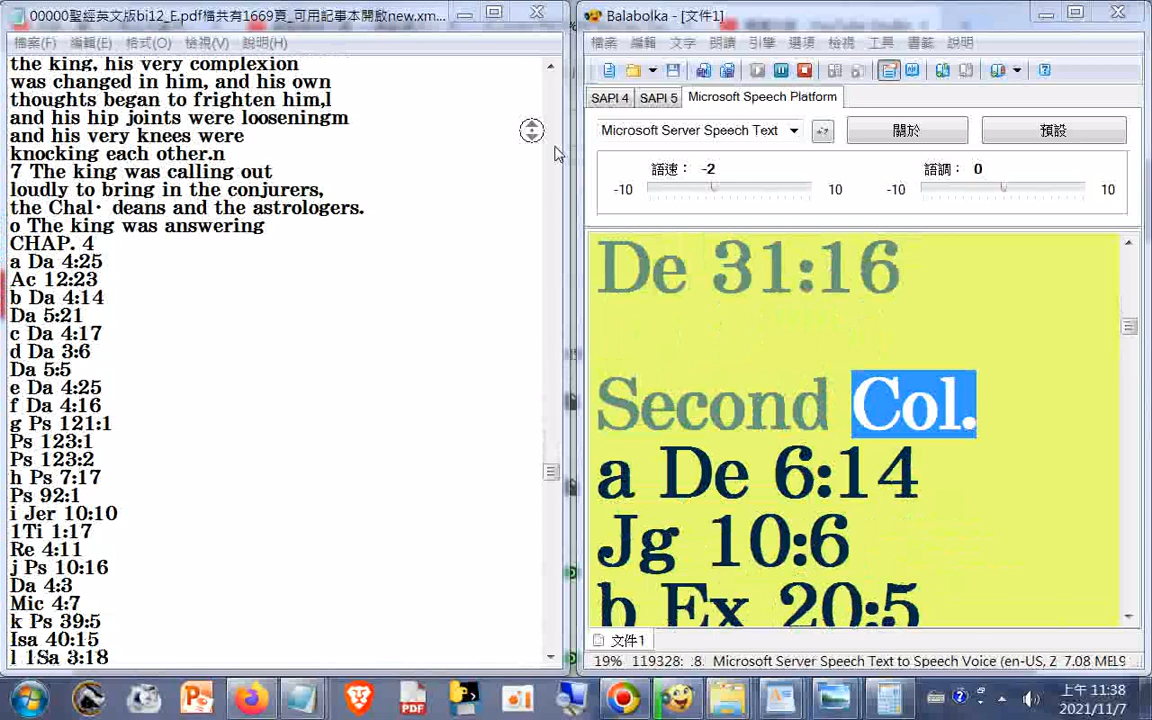 00000聖經英文版bi12_E.pdf檔共有1669頁_可用記事本開啟new.xm...
檔案(F) 編輯(E) 格式(O) 檢視(V) 說明(H)
the king, his very complexion
was changed in him, and his own
thoughts began to frighten him,l
and his hip joints were looseningm
and his very knees were
knocking each other.n
7 The king was calling out
loudly to bring in the conjurers,
the Chal· deans and the astrologers.
o The king was answering
CHAP. 4
a Da 4:25
Ac 12:23
b Da 4:14
Da 5:21
c Da 4:17
d Da 3:6
Da 5:5
e Da 4:25
f Da 4:16
g Ps 121:1
Ps 123:1
Ps 123:2
h Ps 7:17
Ps 92:1
i Jer 10:10
1Ti 1:17
Re 4:11
j Ps 10:16
Da 4:3
Mic 4:7
k Ps 39:5
Isa 40:15
l 1Sa 3:18
Balabolka - [文件1]
檔案 編輯 文字 朗讀 引擎 選項 檢視 工具 書籤 說明
SAPI 4 SAPI 5 Microsoft Speech Platform
Microsoft Server Speech Text 關於 預設
語速: -2 語調: 0
-10 10 -10 10
De 31:16
Second Col.
a De 6:14
Jg 10:6
b Ex 20:5
文件1
19% 119328: .8. Microsoft Server Speech Text to Speech Voice (en-US, Z 7.08 MEL9
PDF
上午 11:38
2021/11/7